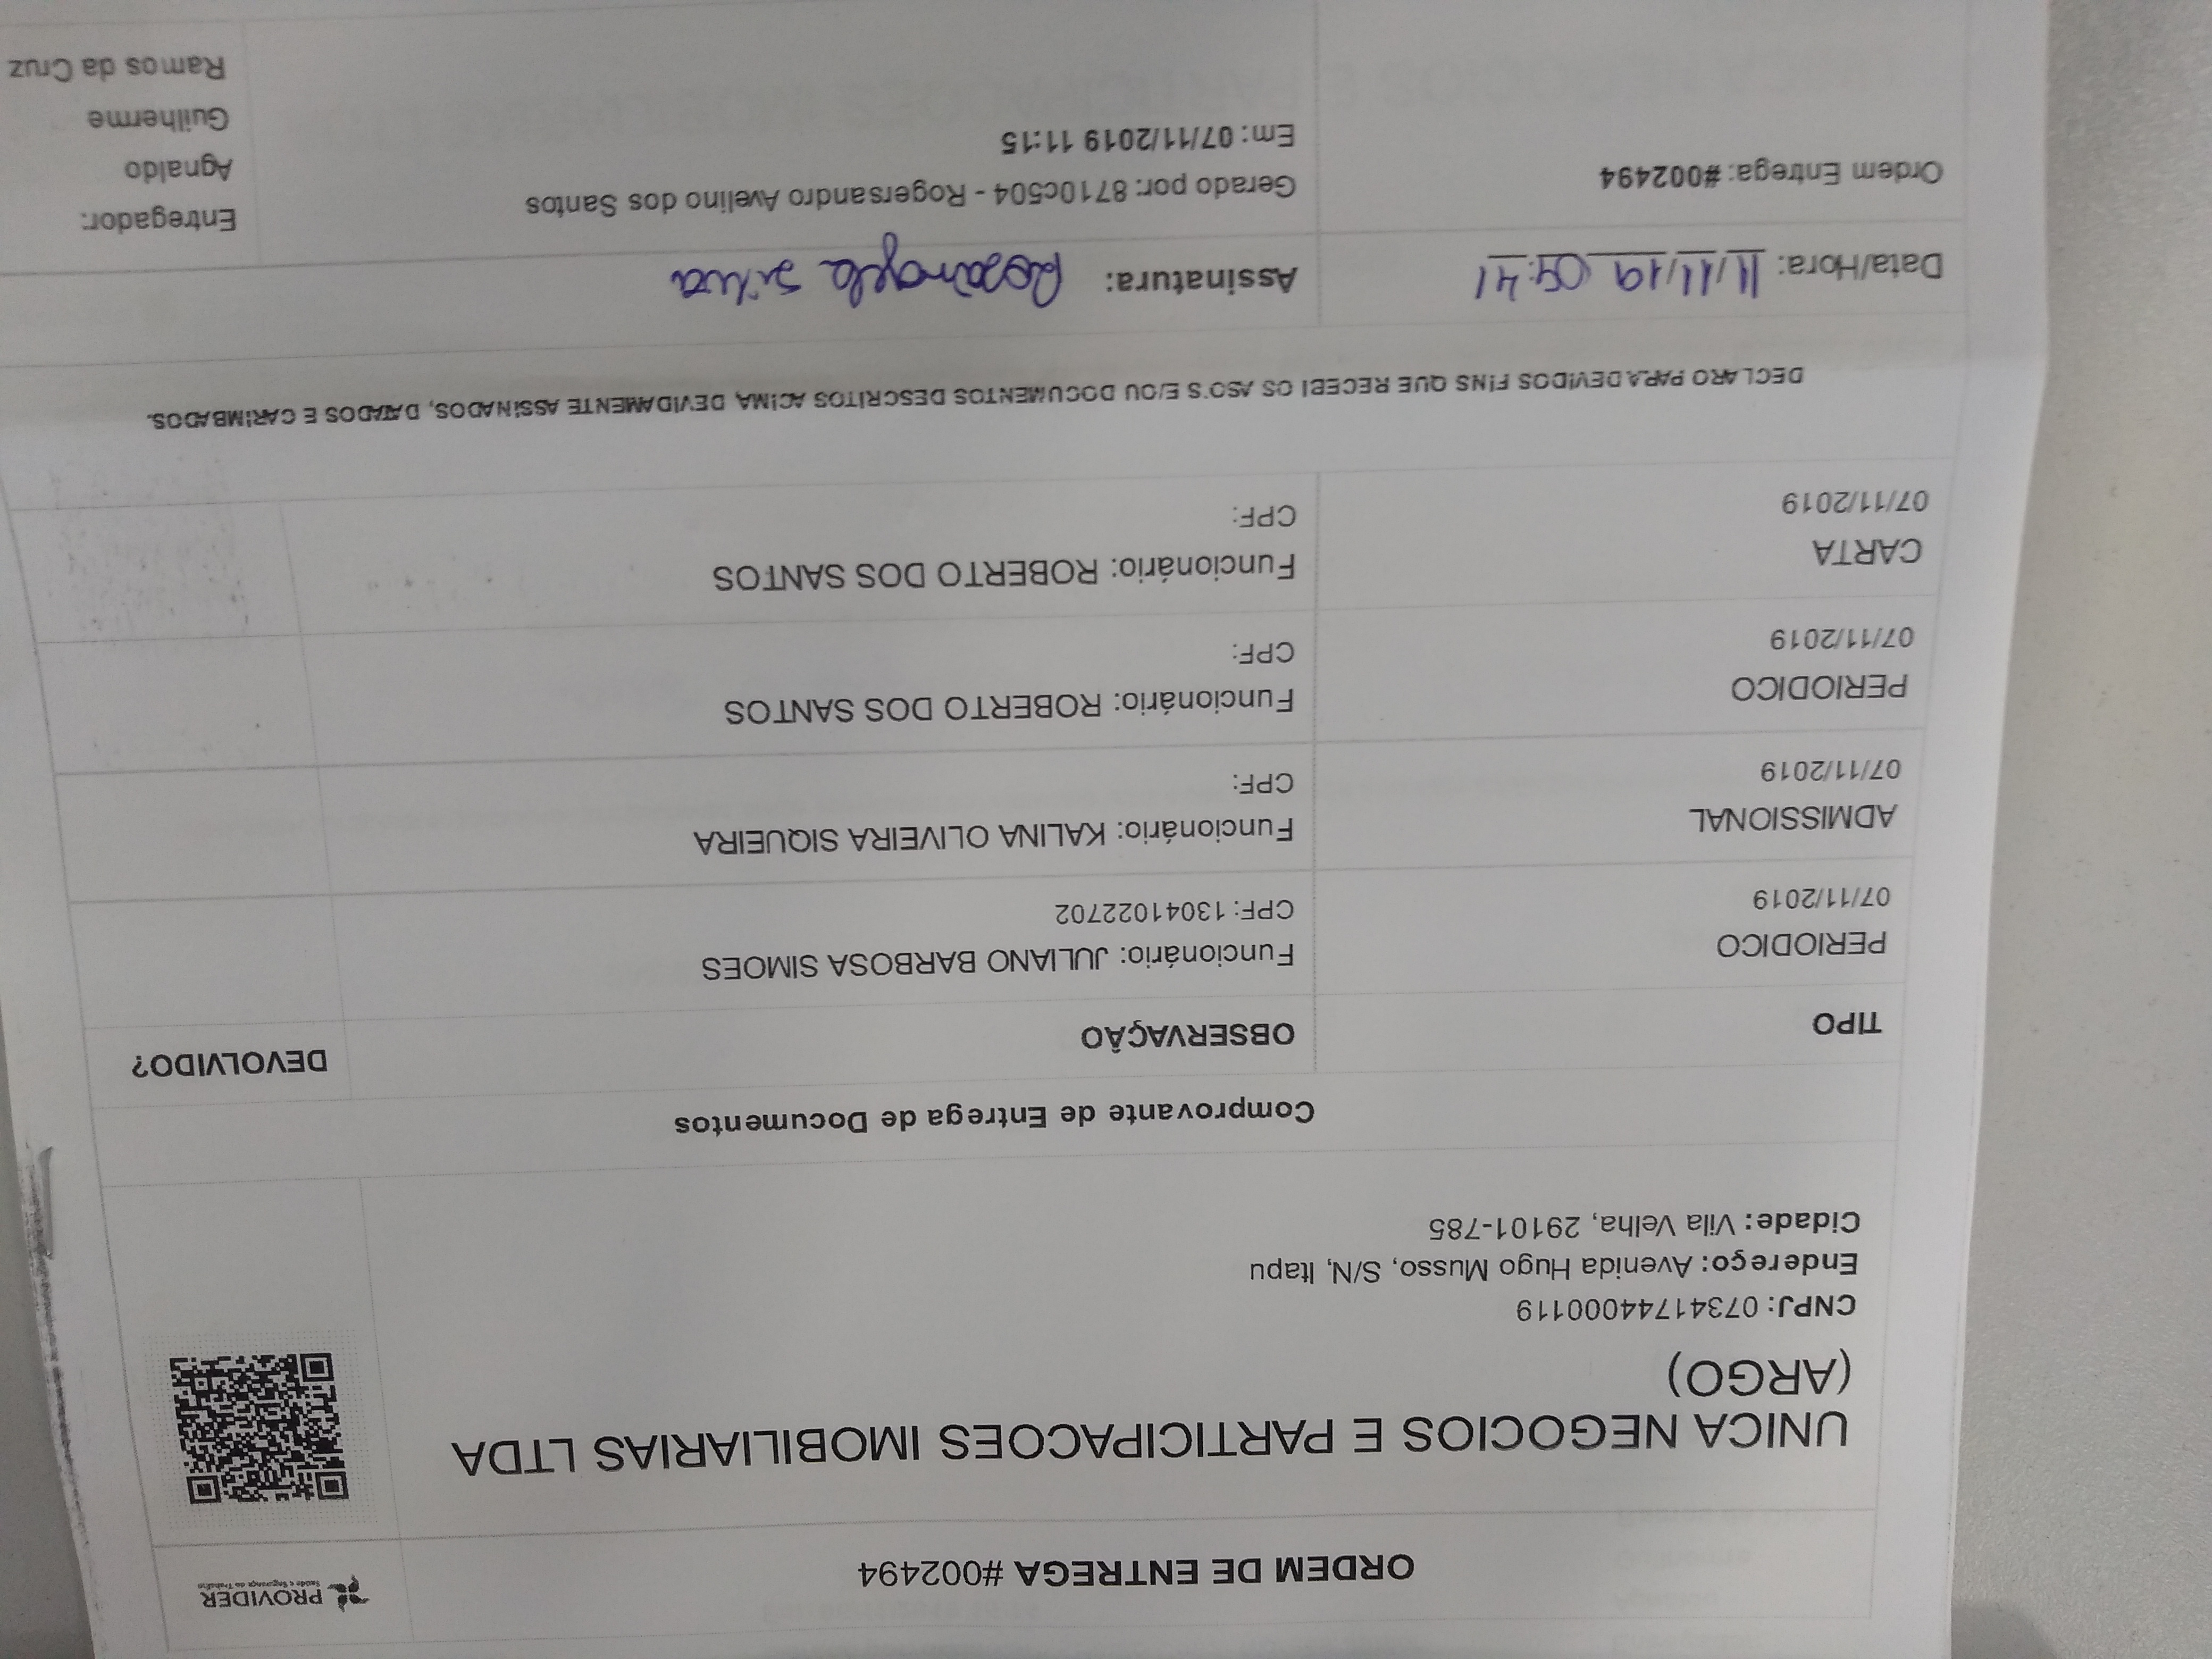 ORDEM DE ENTREGA #002494
PROVIDER
Saúde e Segurança do Trabalho
UNICA NEGOCIOS E PARTICIPACOES IMOBILIARIAS LTDA
(ARGO)
CNPJ: 07341744000119
Endereço: Avenida Hugo Musso, S/N, Itapu
Cidade: Vila Velha, 29101-785
Comprovante de Entrega de Documentos
TIPO OBSERVAÇÃO DEVOLVIDO?
PERIODICO Funcionário: JULIANO BARBOSA SIMOES
07/11/2019 CPF: 13041022702
ADMISSIONAL Funcionário: KALINA OLIVEIRA SIQUEIRA
07/11/2019 CPF:
PERIODICO Funcionário: ROBERTO DOS SANTOS
07/11/2019 CPF:
CARTA Funcionário: ROBERTO DOS SANTOS
07/11/2019 CPF:
DECLARO PARA DEVIDOS FINS QUE RECEBI OS ASO'S E/OU DOCUMENTOS DESCRITOS ACIMA, DEVIDAMENTE ASSINADOS, DATADOS E CARIMBADOS.
Data/Hora: 11/11/19 09:41 Assinatura: Rosangela Silva
Ordem Entrega: #002494
Gerado por: 8710c504 - Rogersandro Avelino dos Santos
Em: 07/11/2019 11:15
Entregador:
Agnaldo
Guilherme
Ramos da Cruz